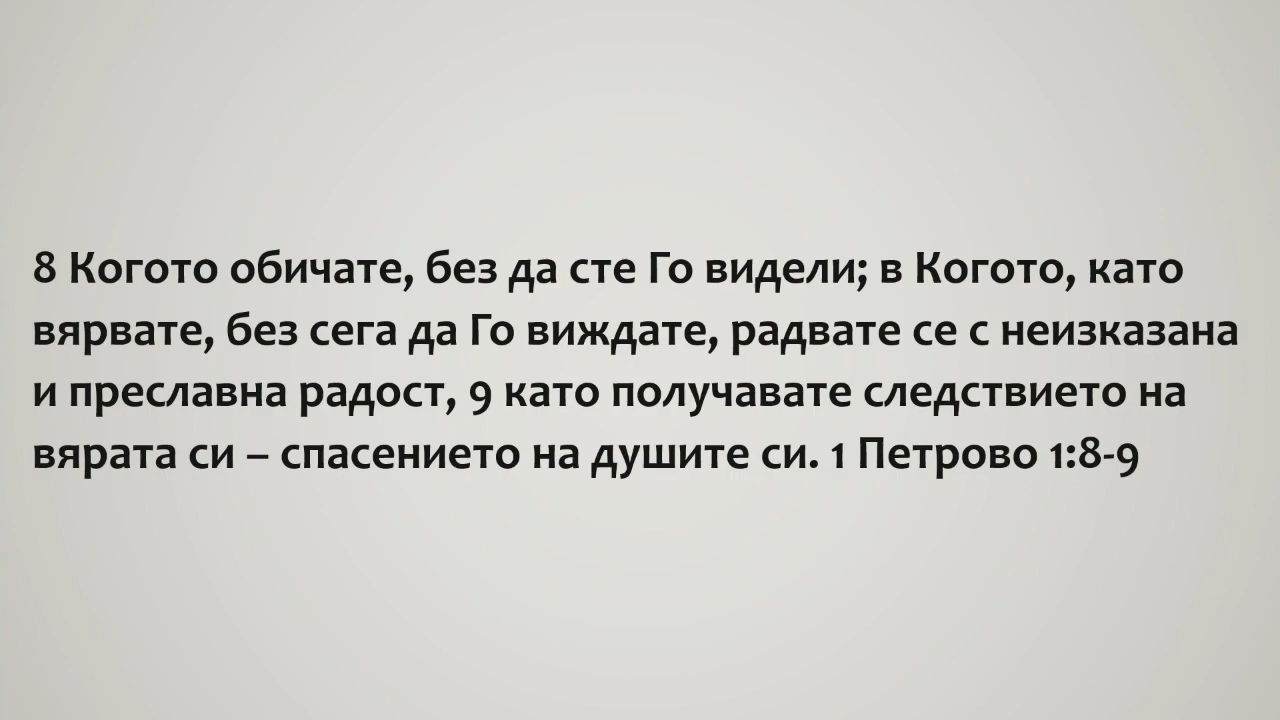 8 Когото обичате, без да сте Го видели; в Когото, като
вярвате, без сега да Го виждате, радвате се с неизказана
и преславна радост, 9 като получавате следствието на
вярата си – спасението на душите си. 1 Петрово 1:8-9